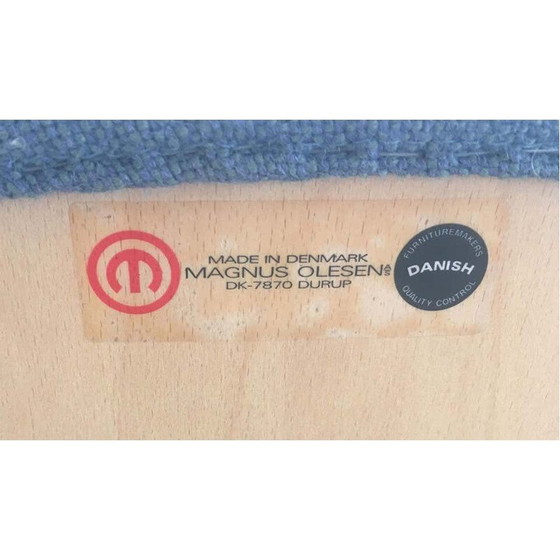 MADE IN DENMARK
MAGNUS OLESEN
DK-7870 DURUP
FURNITUREMAKERS
DANISH
QUALITY CONTROL